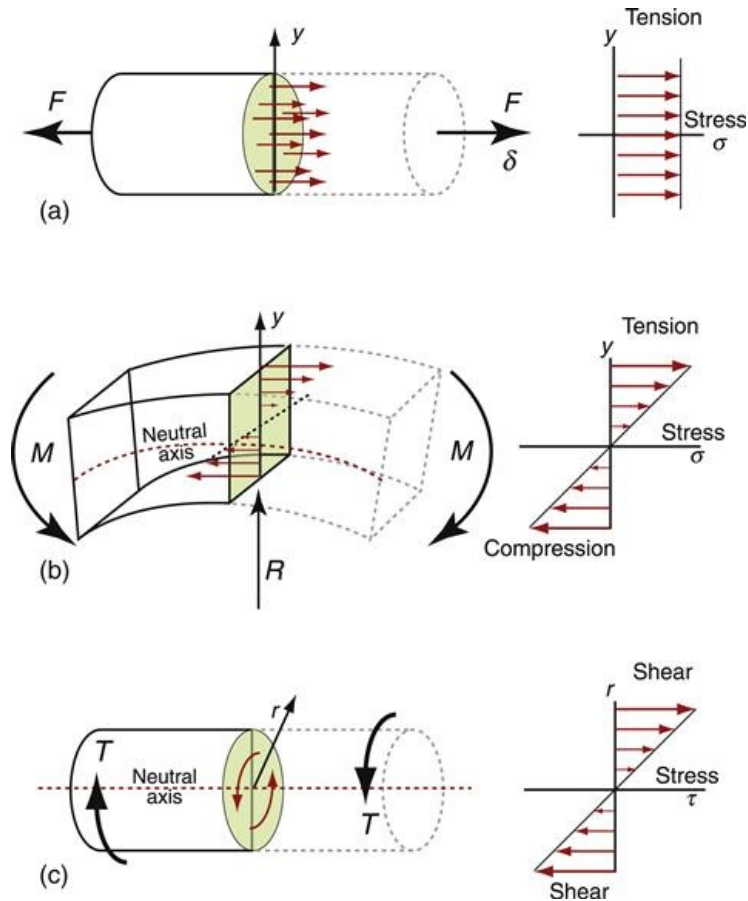 Tension
y
y
F
F
δ
Stress
σ
(a)
Tension
y
y
M
Neutral
axis
M
Stress
σ
Compression
R
(b)
Shear
r
r
T
Neutral
axis
T
Stress
τ
Shear
(c)